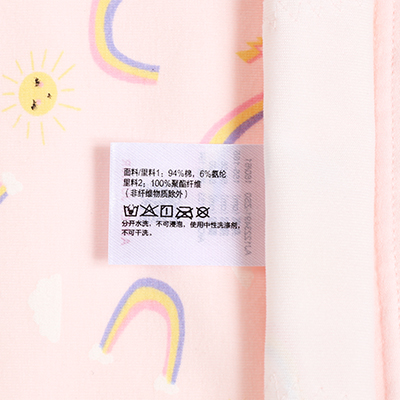 面料/里料1：94%棉，6%氨纶
里料2：100%聚酯纤维
（非纤维物质除外）
分开水洗，不可浸泡，使用中性洗涤剂，
不可干洗。